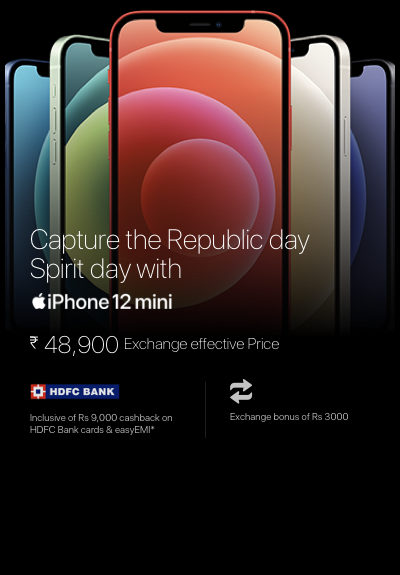 Capture the Republic day
Spirit day with
iPhone 12 mini
₹ 48,900 Exchange effective Price
HDFC BANK
Inclusive of Rs 9,000 cashback on
HDFC Bank cards & easyEMI*
Exchange bonus of Rs 3000